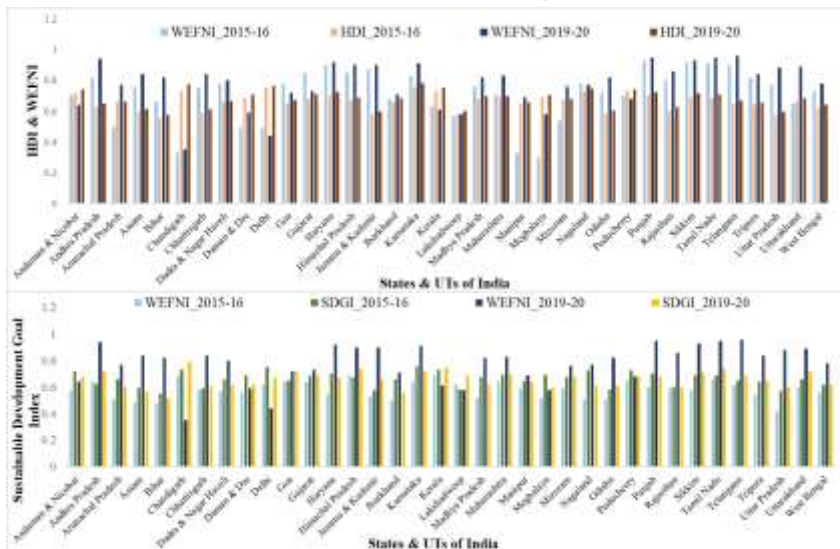 WEFNI_2015-16 HDI_2015-16 WEFNI_2019-20 HDI_2019-20
1.2
1
0.8
0.6
0.4
0.2
0
HDI & WEFNI
Andaman & Nicobar
Andhra Pradesh
Arunachal Pradesh
Assam
Bihar
Chandigarh
Chhattisgarh
Dadra & Nagar Haveli
Daman & Diu
Delhi
Goa
Gujarat
Haryana
Himachal Pradesh
Jammu & Kashmir
Jharkhand
Karnataka
Kerala
Lakshadweep
Madhya Pradesh
Maharashtra
Manipur
Meghalaya
Mizoram
Nagaland
Odisha
Puducherry
Punjab
Rajasthan
Sikkim
Tamil Nadu
Telangana
Tripura
Uttar Pradesh
Uttarakhand
West Bengal
States & UTs of India
WEFNI_2015-16 SDGI_2015-16 WEFNI_2019-20 SDGI_2019-20
1.2
1
0.8
0.6
0.4
0.2
0
Sustainable Development Goal
Index
Andaman & Nicobar
Andhra Pradesh
Arunachal Pradesh
Assam
Bihar
Chandigarh
Chhattisgarh
Dadra & Nagar Haveli
Daman & Diu
Delhi
Goa
Gujarat
Haryana
Himachal Pradesh
Jammu & Kashmir
Jharkhand
Karnataka
Kerala
Lakshadweep
Madhya Pradesh
Maharashtra
Manipur
Meghalaya
Mizoram
Nagaland
Odisha
Puducherry
Punjab
Rajasthan
Sikkim
Tamil Nadu
Telangana
Tripura
Uttar Pradesh
Uttarakhand
West Bengal
States & UTs of India